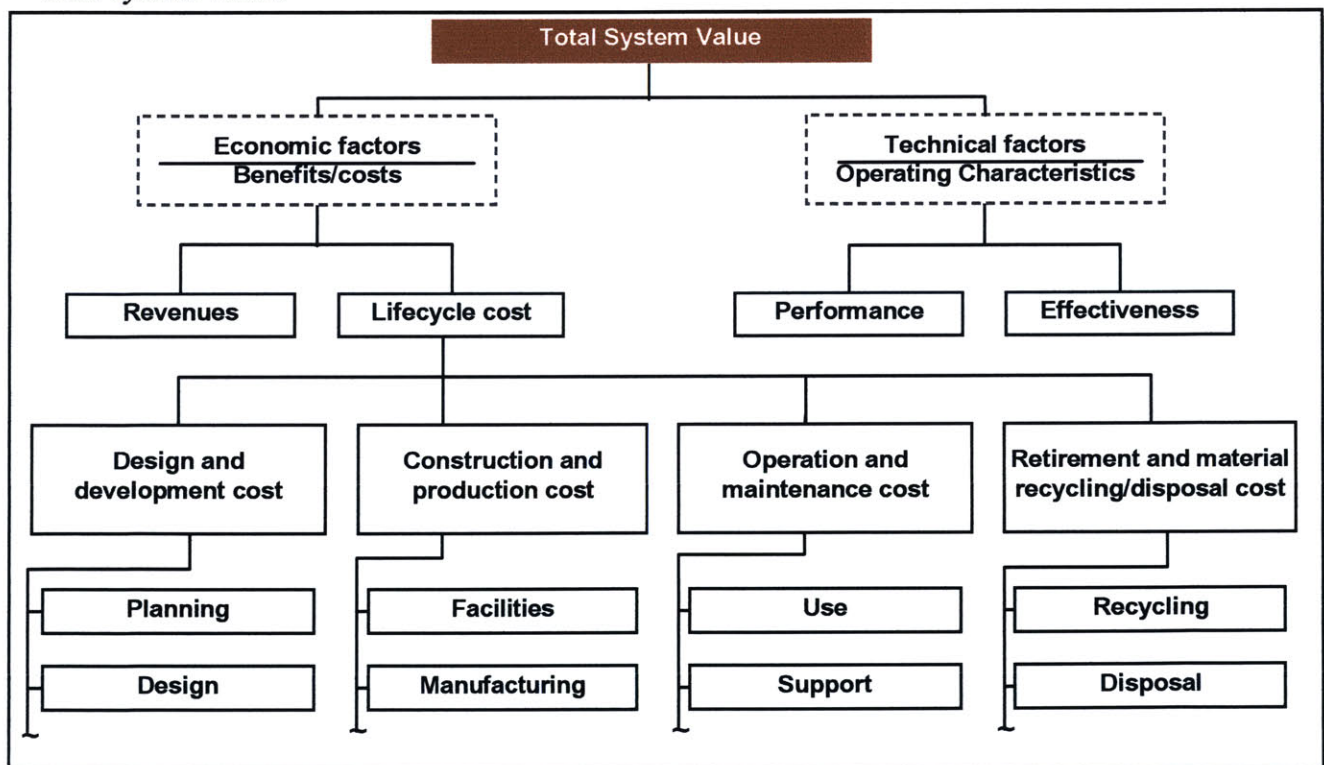 Total System Value
Economic factors
Benefits/costs
Technical factors
Operating Characteristics
Revenues
Lifecycle cost
Performance
Effectiveness
Design and
development cost
Construction and
production cost
Operation and
maintenance cost
Retirement and material
recycling/disposal cost
Planning
Facilities
Use
Recycling
Design
Manufacturing
Support
Disposal
~
~
~
~